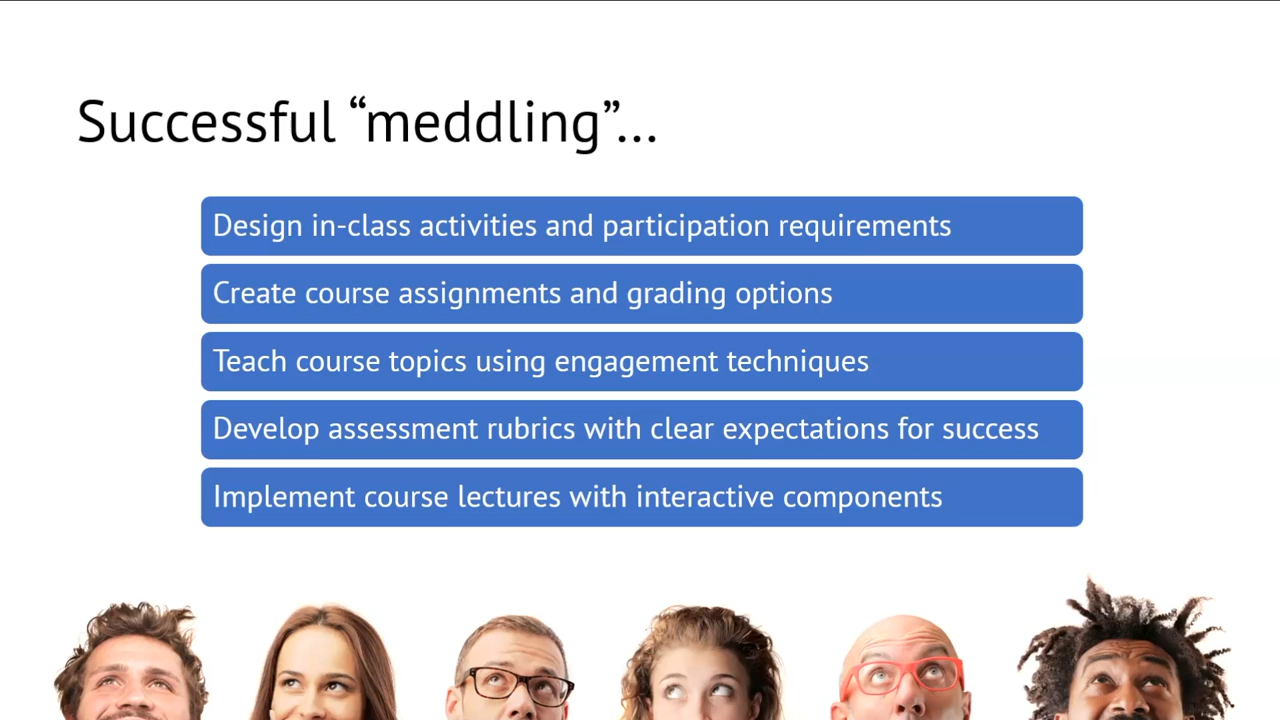 Successful “meddling”...
Design in-class activities and participation requirements
Create course assignments and grading options
Teach course topics using engagement techniques
Develop assessment rubrics with clear expectations for success
Implement course lectures with interactive components